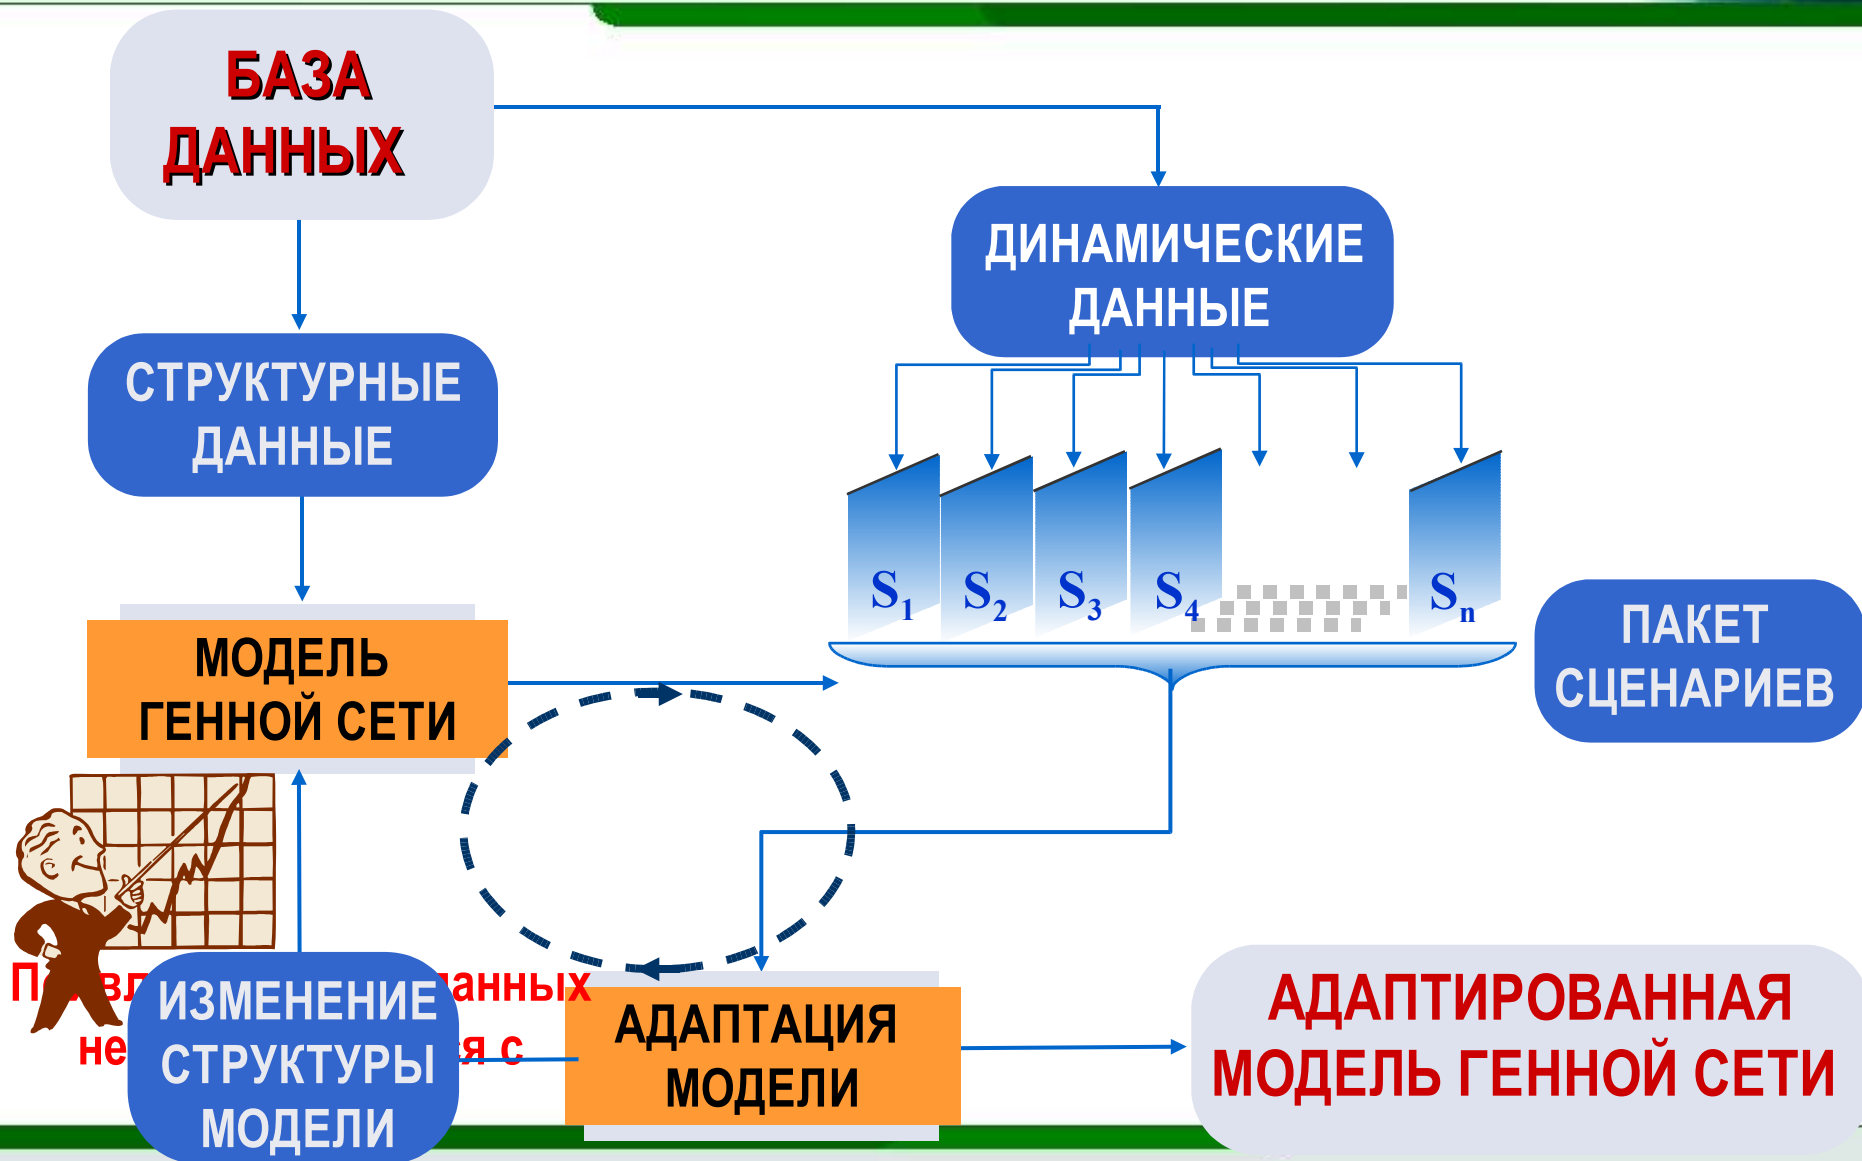 БАЗА
ДАННЫХ
ДИНАМИЧЕСКИЕ
ДАННЫЕ
СТРУКТУРНЫЕ
ДАННЫЕ
S1 S2 S3 S4 Sn
ПАКЕТ
СЦЕНАРИЕВ
МОДЕЛЬ
ГЕННОЙ СЕТИ
ИЗМЕНЕНИЕ
СТРУКТУРЫ
МОДЕЛИ
с
АДАПТАЦИЯ
МОДЕЛИ
АДАПТИРОВАННАЯ
МОДЕЛЬ ГЕННОЙ СЕТИ